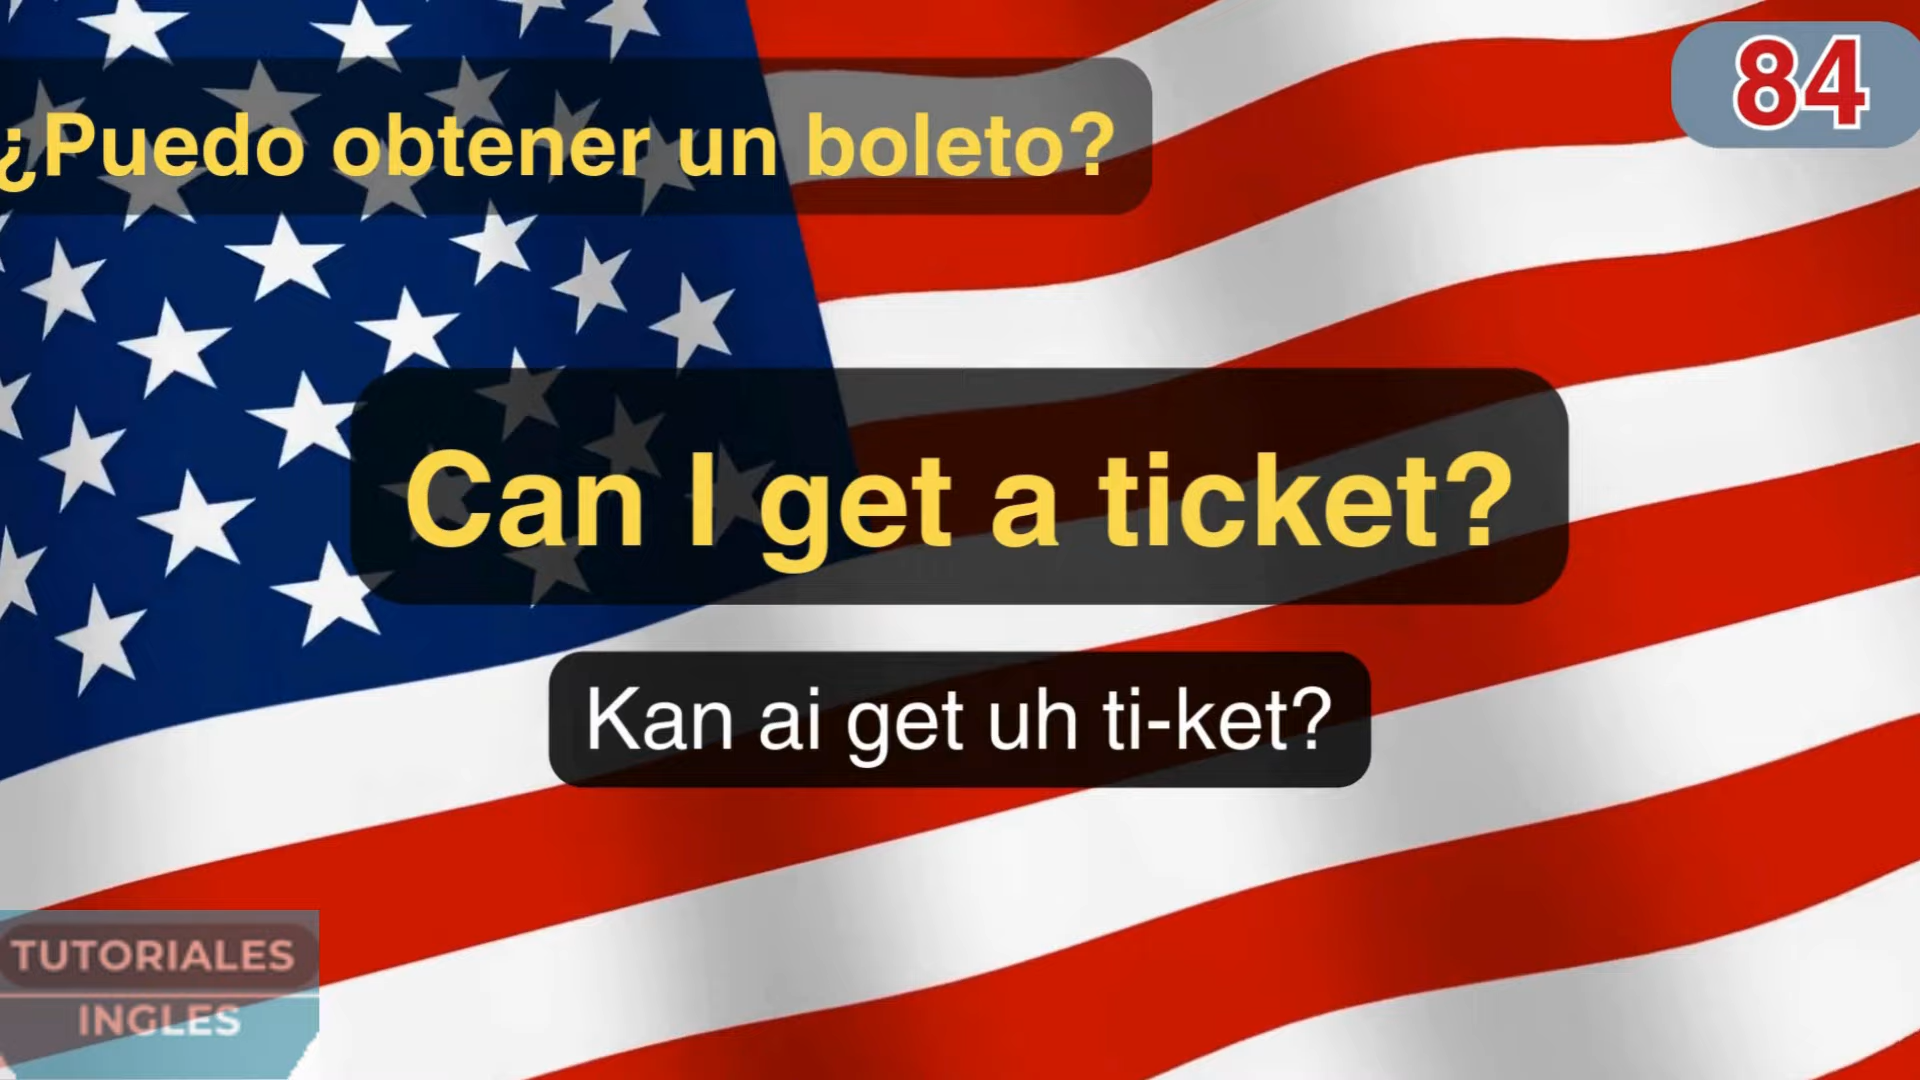 84
¿Puedo obtener un boleto?
Can I get a ticket?
Kan ai get uh ti-ket?
TUTORIALES
INGLES